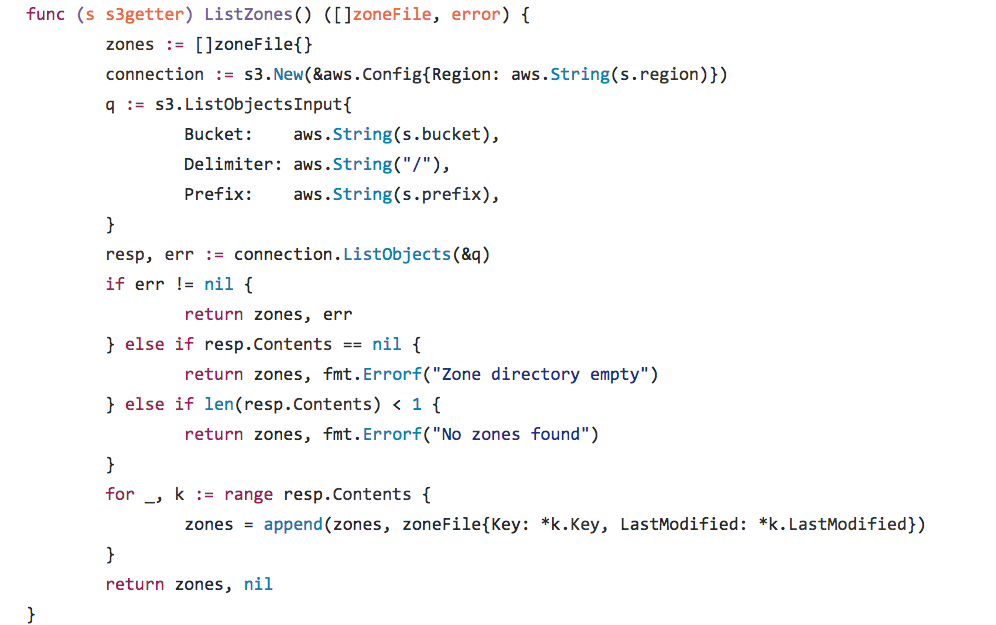 func (s s3getter) ListZones() ([]zoneFile, error) {
        zones := []zoneFile{}
        connection := s3.New(&aws.Config{Region: aws.String(s.region)})
        q := s3.ListObjectsInput{
                Bucket:    aws.String(s.bucket),
                Delimiter: aws.String("/"),
                Prefix:    aws.String(s.prefix),
        }
        resp, err := connection.ListObjects(&q)
        if err != nil {
                return zones, err
        } else if resp.Contents == nil {
                return zones, fmt.Errorf("Zone directory empty")
        } else if len(resp.Contents) < 1 {
                return zones, fmt.Errorf("No zones found")
        }
        for _, k := range resp.Contents {
                zones = append(zones, zoneFile{Key: *k.Key, LastModified: *k.LastModified})
        }
        return zones, nil
}